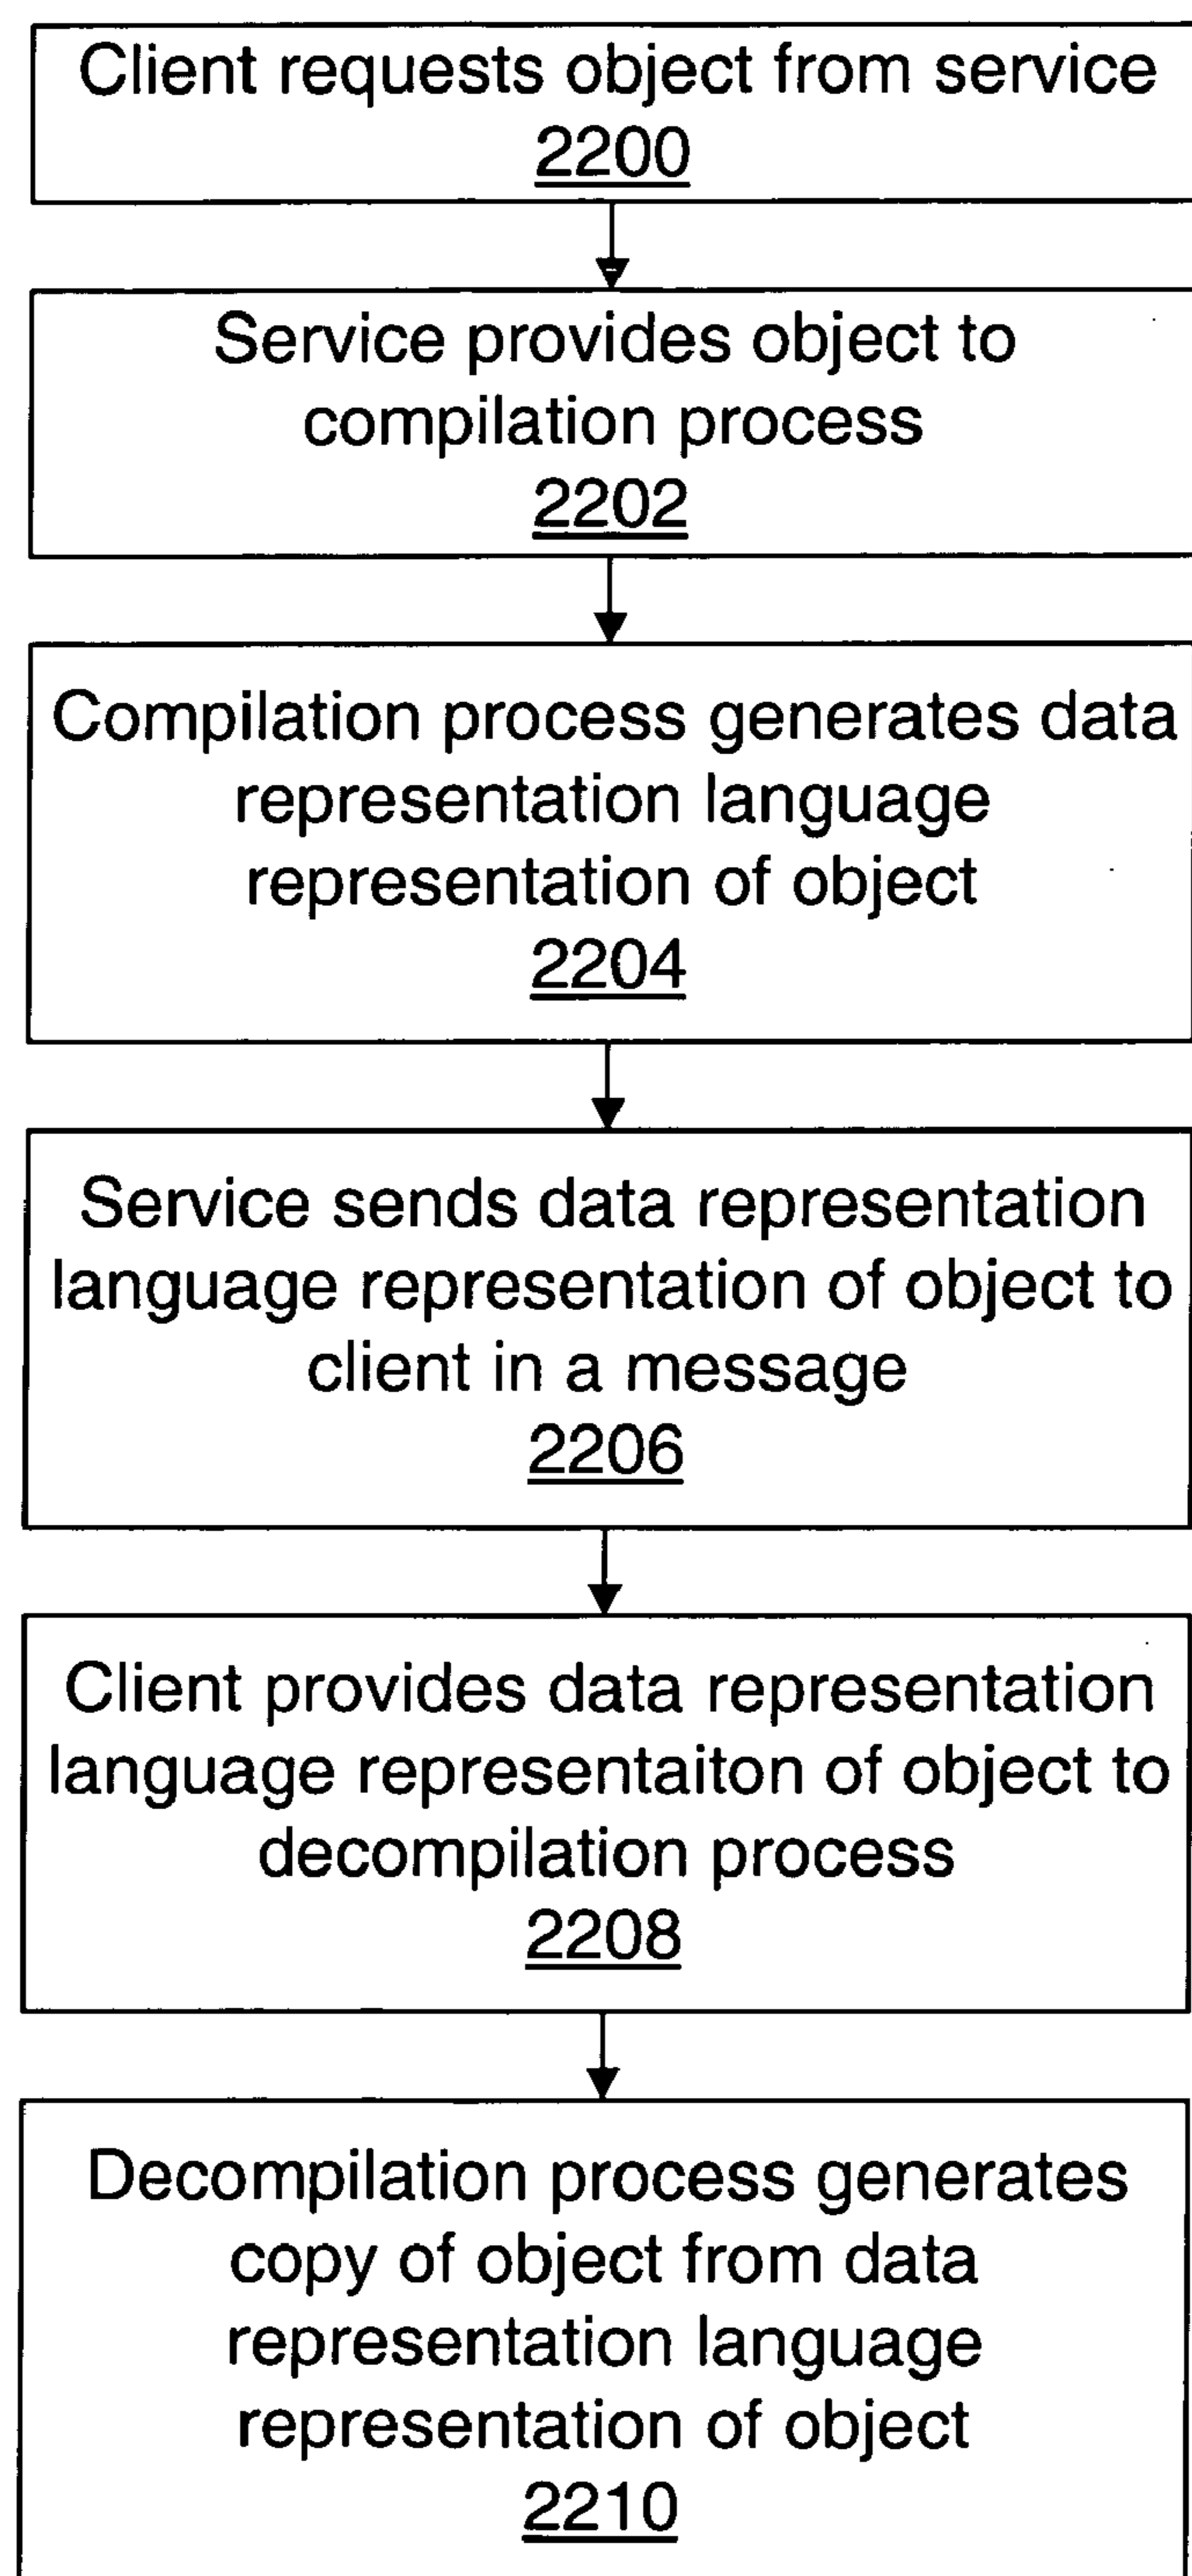 Client requests object from service
2200
Service provides object to
compilation process
2202
Compilation process generates data
representation language
representation of object
2204
Service sends data representation
language representation of object to
client in a message
2206
Client provides data representation
language representaiton of object to
decompilation process
2208
Decompilation process generates
copy of object from data
representation language
representation of object
2210